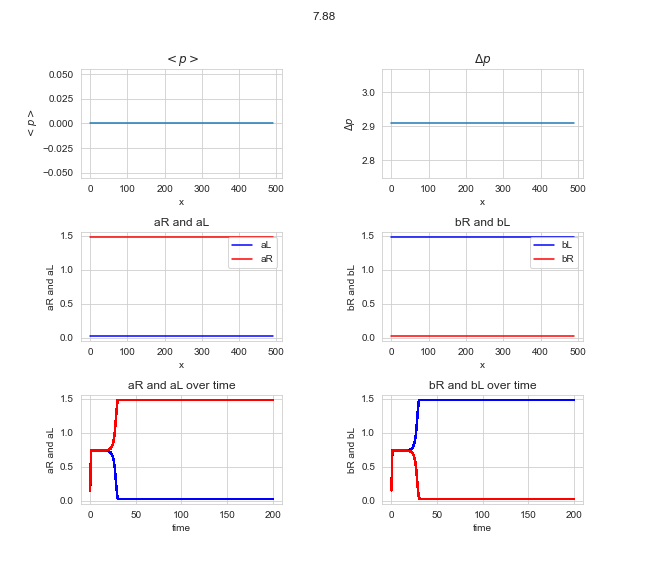 7.88
< p >
Δp
< p >
0.050
0.025
0.000
−0.025
−0.050
0 100 200 300 400 500
x
Δp
3.0
2.9
2.8
0 100 200 300 400 500
x
aR and aL
bR and bL
aR and aL
1.5
1.0
0.5
0.0
aL
aR
0 100 200 300 400 500
x
bR and bL
1.5
1.0
0.5
0.0
bL
bR
0 100 200 300 400 500
x
aR and aL over time
bR and bL over time
aR and aL
1.5
1.0
0.5
0.0
0 50 100 150 200
time
bR and bL
1.5
1.0
0.5
0.0
0 50 100 150 200
time